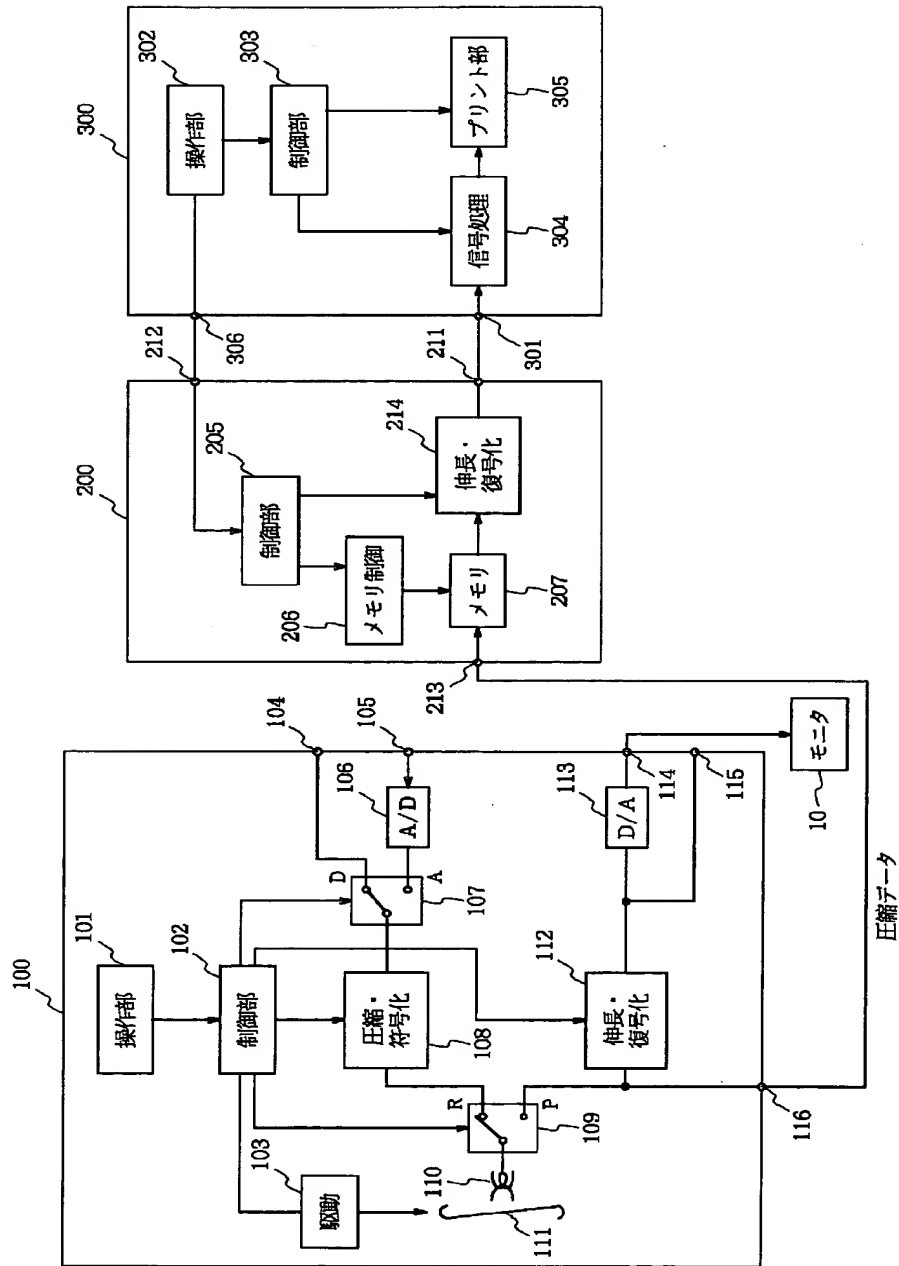 100
101
操作部
102
制御部
103
駆動
104
105
106
A/D
D
A
107
圧縮・
符号化
108
R
P
109
110
111
112
伸長・
復号化
113
D/A
114
115
116
10
モニタ
圧縮データ
200
212
205
制御部
206
メモリ制御
213
メモリ
207
214
伸長・
復号化
211
300
306
301
302
操作部
303
制御部
信号処理
304
プリント部
305